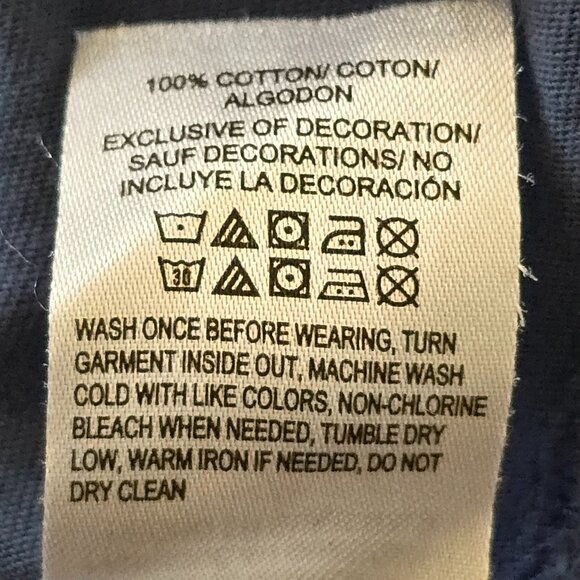 100% COTTON/ COTON/
ALGODON
EXCLUSIVE OF DECORATION/
SAUF DECORATIONS/ NO
INCLUYE LA DECORACIÓN
30
WASH ONCE BEFORE WEARING, TURN
GARMENT INSIDE OUT, MACHINE WASH
COLD WITH LIKE COLORS, NON-CHLORINE
BLEACH WHEN NEEDED, TUMBLE DRY
LOW, WARM IRON IF NEEDED, DO NOT
DRY CLEAN